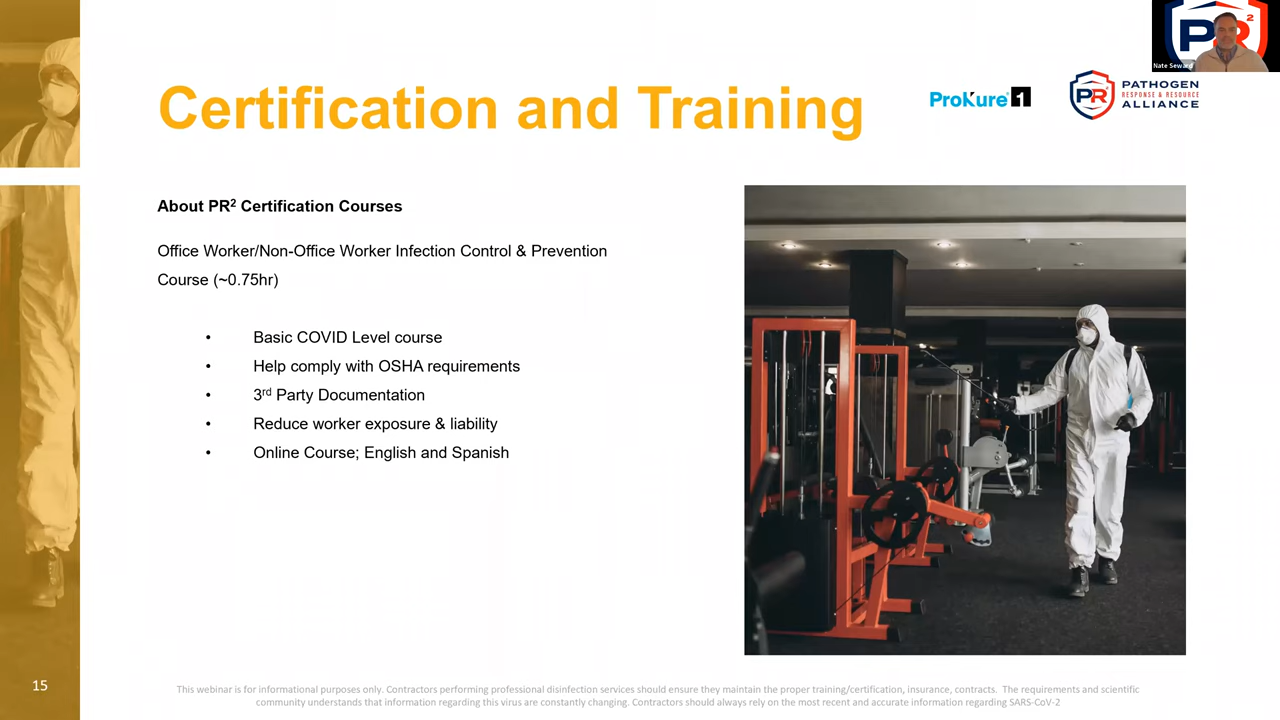 PR2
Nate Seward
Certification and Training
ProKure 1
PR
PATHOGEN
RESPONSE & RESOURCE
ALLIANCE
About PR² Certification Courses
Office Worker/Non-Office Worker Infection Control & Prevention
Course (~0.75hr)
• Basic COVID Level course
• Help comply with OSHA requirements
• 3rd Party Documentation
• Reduce worker exposure & liability
• Online Course; English and Spanish
15
This webinar is for informational purposes only. Contractors performing professional disinfection services should ensure they maintain the proper training/certification, insurance, contracts. The requirements and scientific
community understands that information regarding this virus are constantly changing. Contractors should always rely on the most recent and accurate information regarding SARS-CoV-2